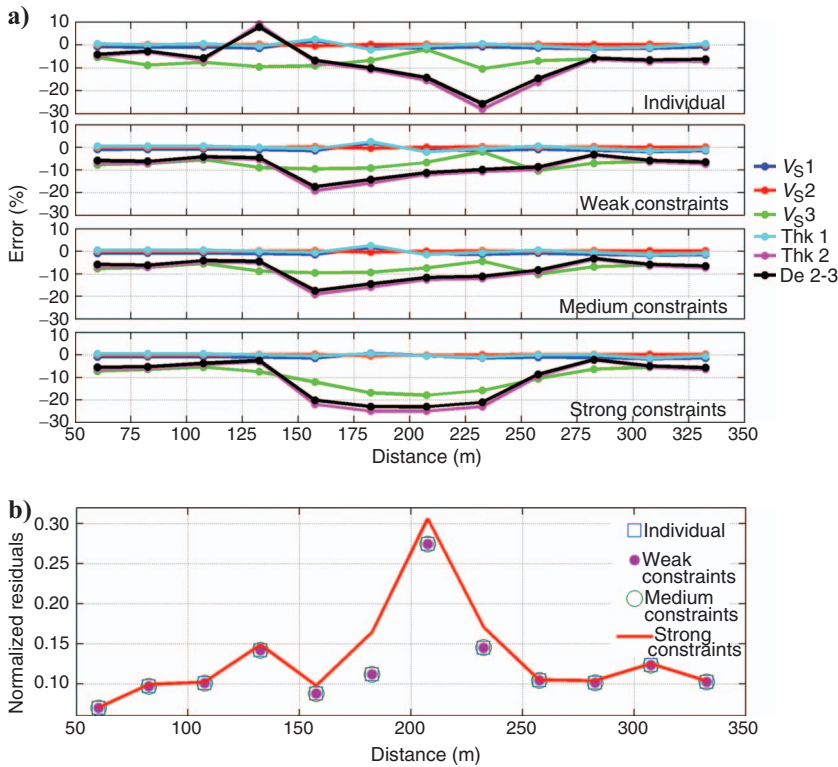 a)
10
0
−10
−20
−30
Individual
10
0
−10
−20
−30
Weak constraints
10
0
−10
−20
−30
Medium constraints
10
0
−10
−20
−30
Strong constraints
Error (%)
50 75 100 125 150 175 200 225 250 275 300 325 350
Distance (m)
VS1
VS2
VS3
Thk 1
Thk 2
De 2-3
b)
0.30
0.25
0.20
0.15
0.10
Normalized residuals
Individual
Weak
constraints
Medium
constraints
Strong
constraints
50 100 150 200 250 300 350
Distance (m)